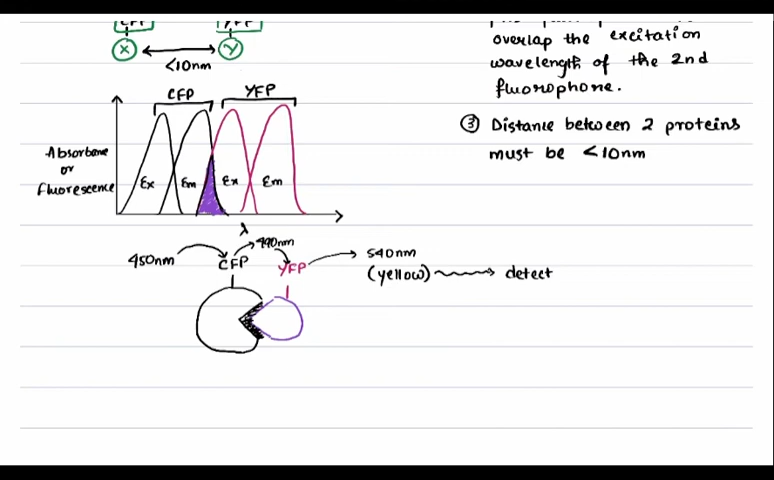 X Y
<10nm
CFP YFP
Absorbane
or
Fluorescence
Ex Em Ex Em
λ
450nm CFP 490nm YFP 540nm
(yellow) detect
overlap the excitation
wavelength of the 2nd
fluorophone.
③ Distance between 2 proteins
must be <10nm